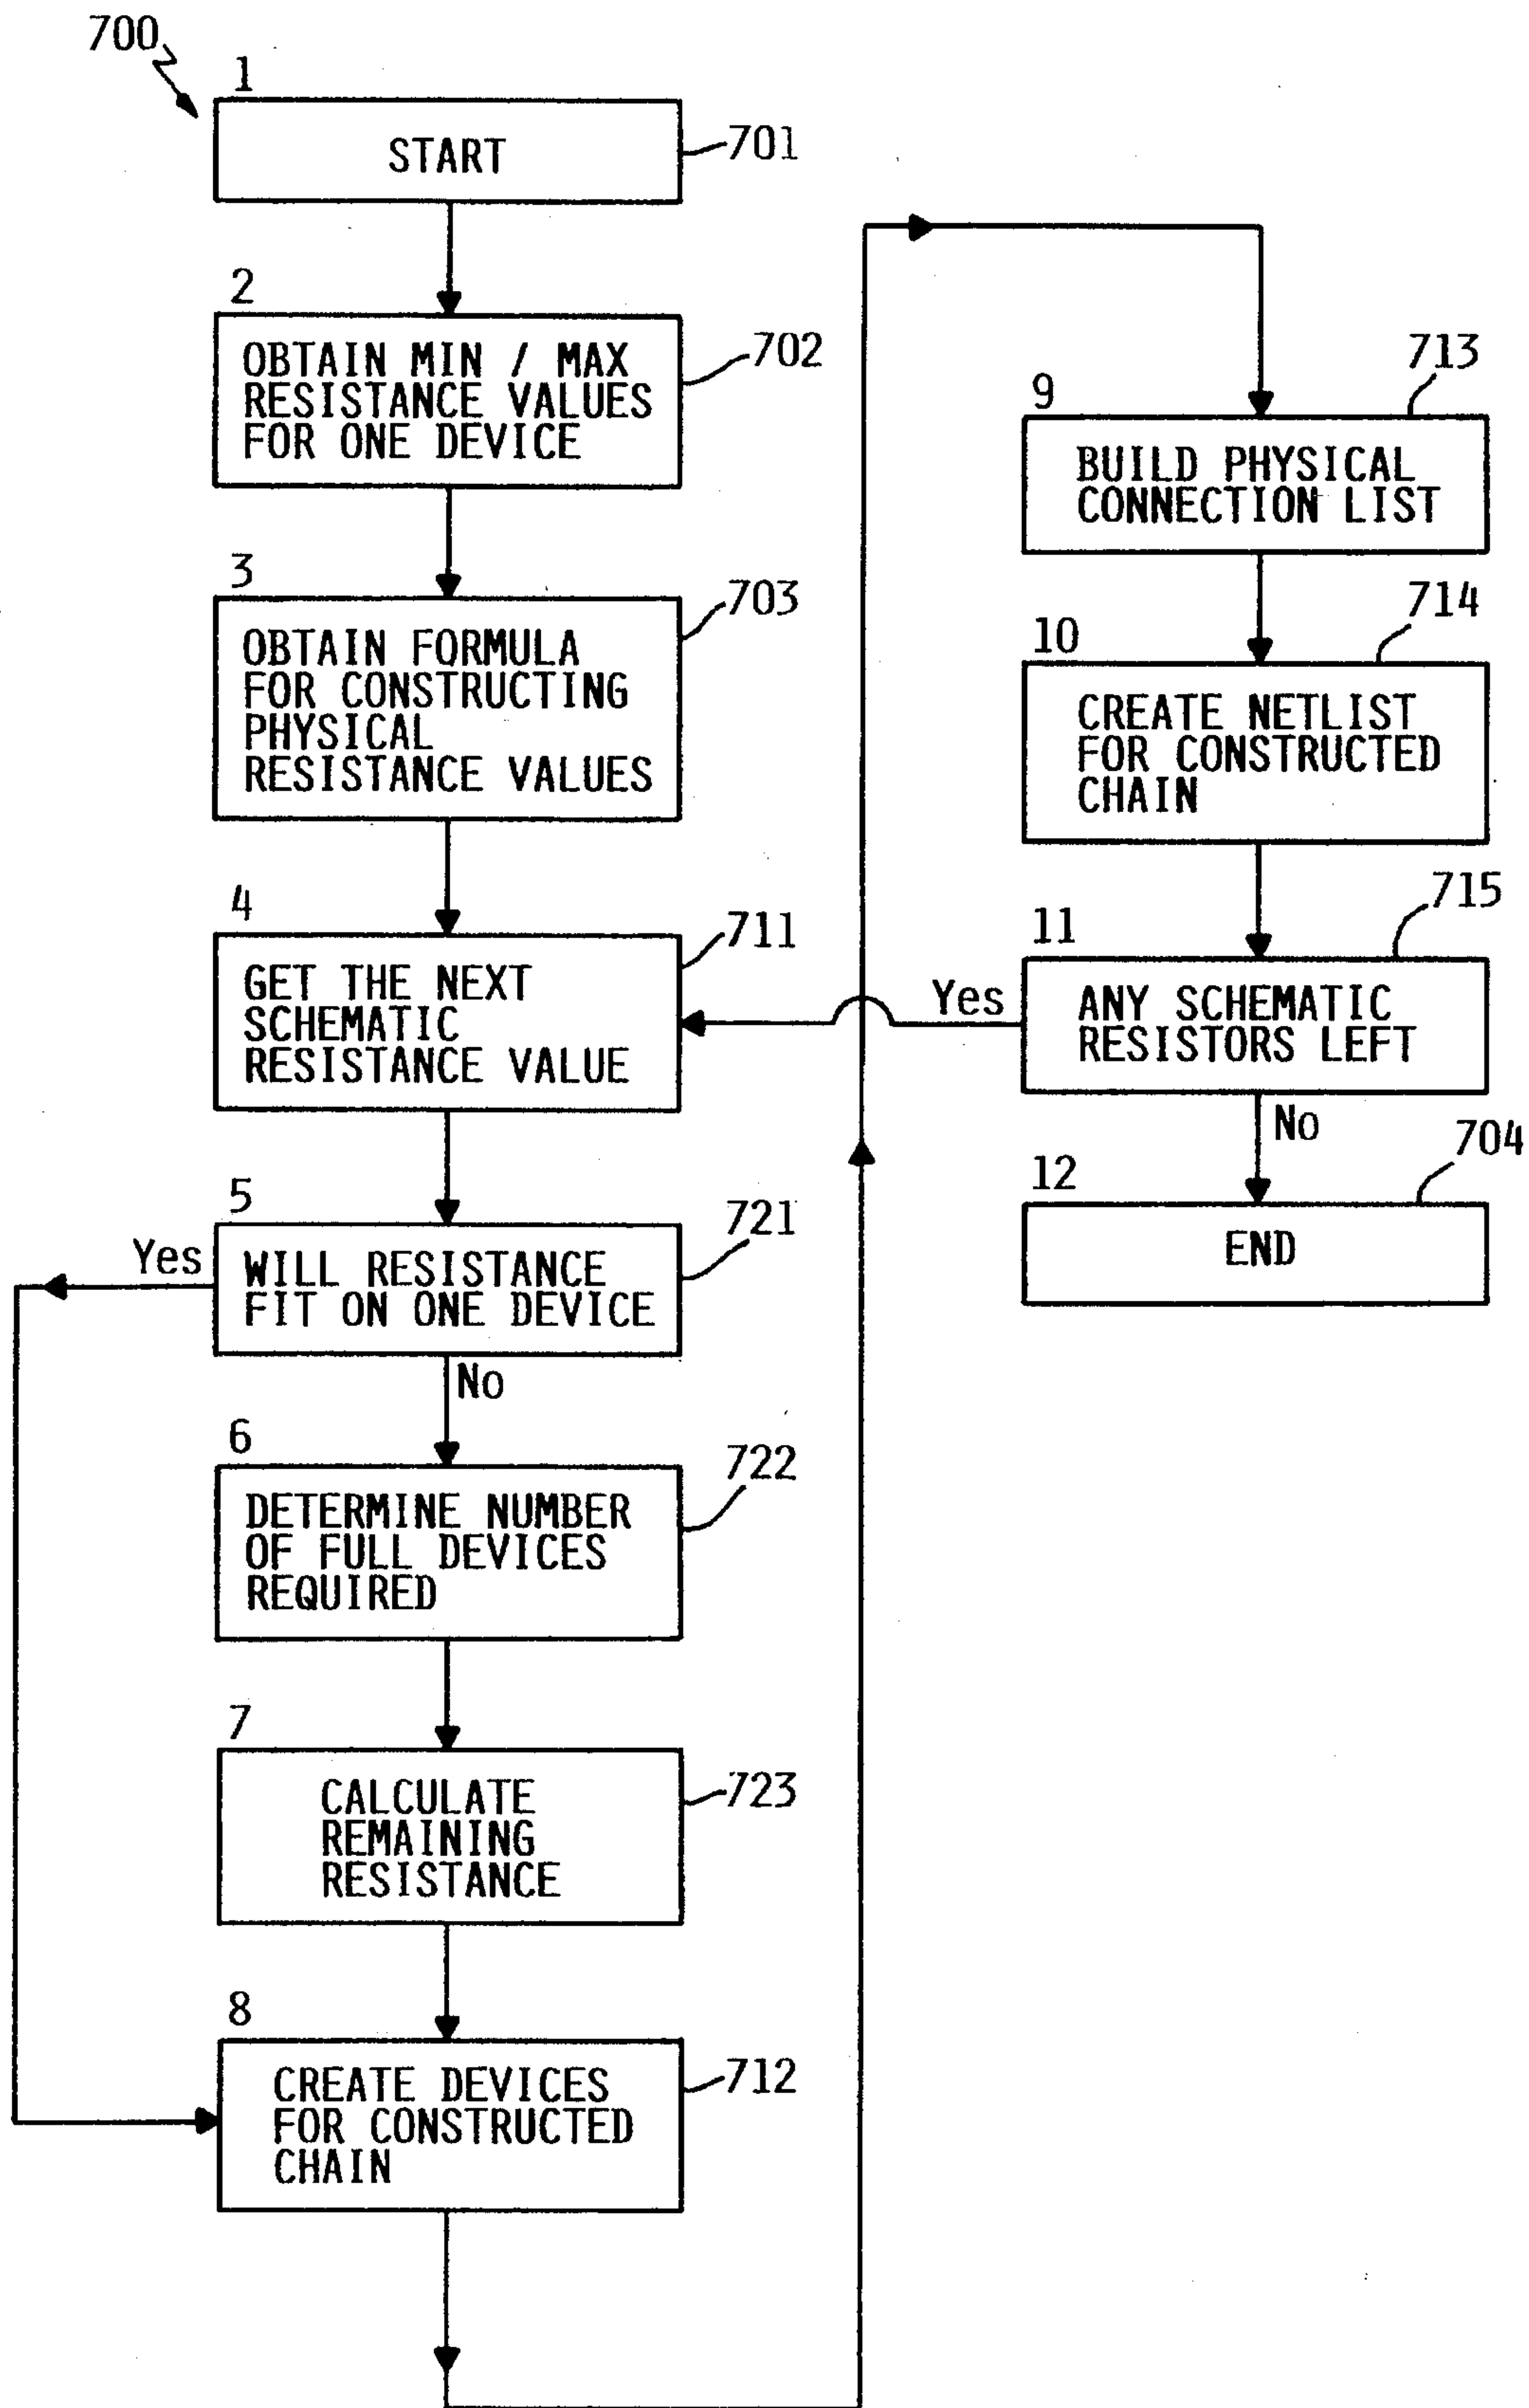 700
1
START
701
2
OBTAIN MIN / MAX
RESISTANCE VALUES
FOR ONE DEVICE
702
3
OBTAIN FORMULA
FOR CONSTRUCTING
PHYSICAL
RESISTANCE VALUES
703
4
GET THE NEXT
SCHEMATIC
RESISTANCE VALUE
711
5
WILL RESISTANCE
FIT ON ONE DEVICE
721
Yes
No
6
DETERMINE NUMBER
OF FULL DEVICES
REQUIRED
722
7
CALCULATE
REMAINING
RESISTANCE
723
8
CREATE DEVICES
FOR CONSTRUCTED
CHAIN
712
9
BUILD PHYSICAL
CONNECTION LIST
713
10
CREATE NETLIST
FOR CONSTRUCTED
CHAIN
714
11
ANY SCHEMATIC
RESISTORS LEFT
715
Yes
No
12
END
704